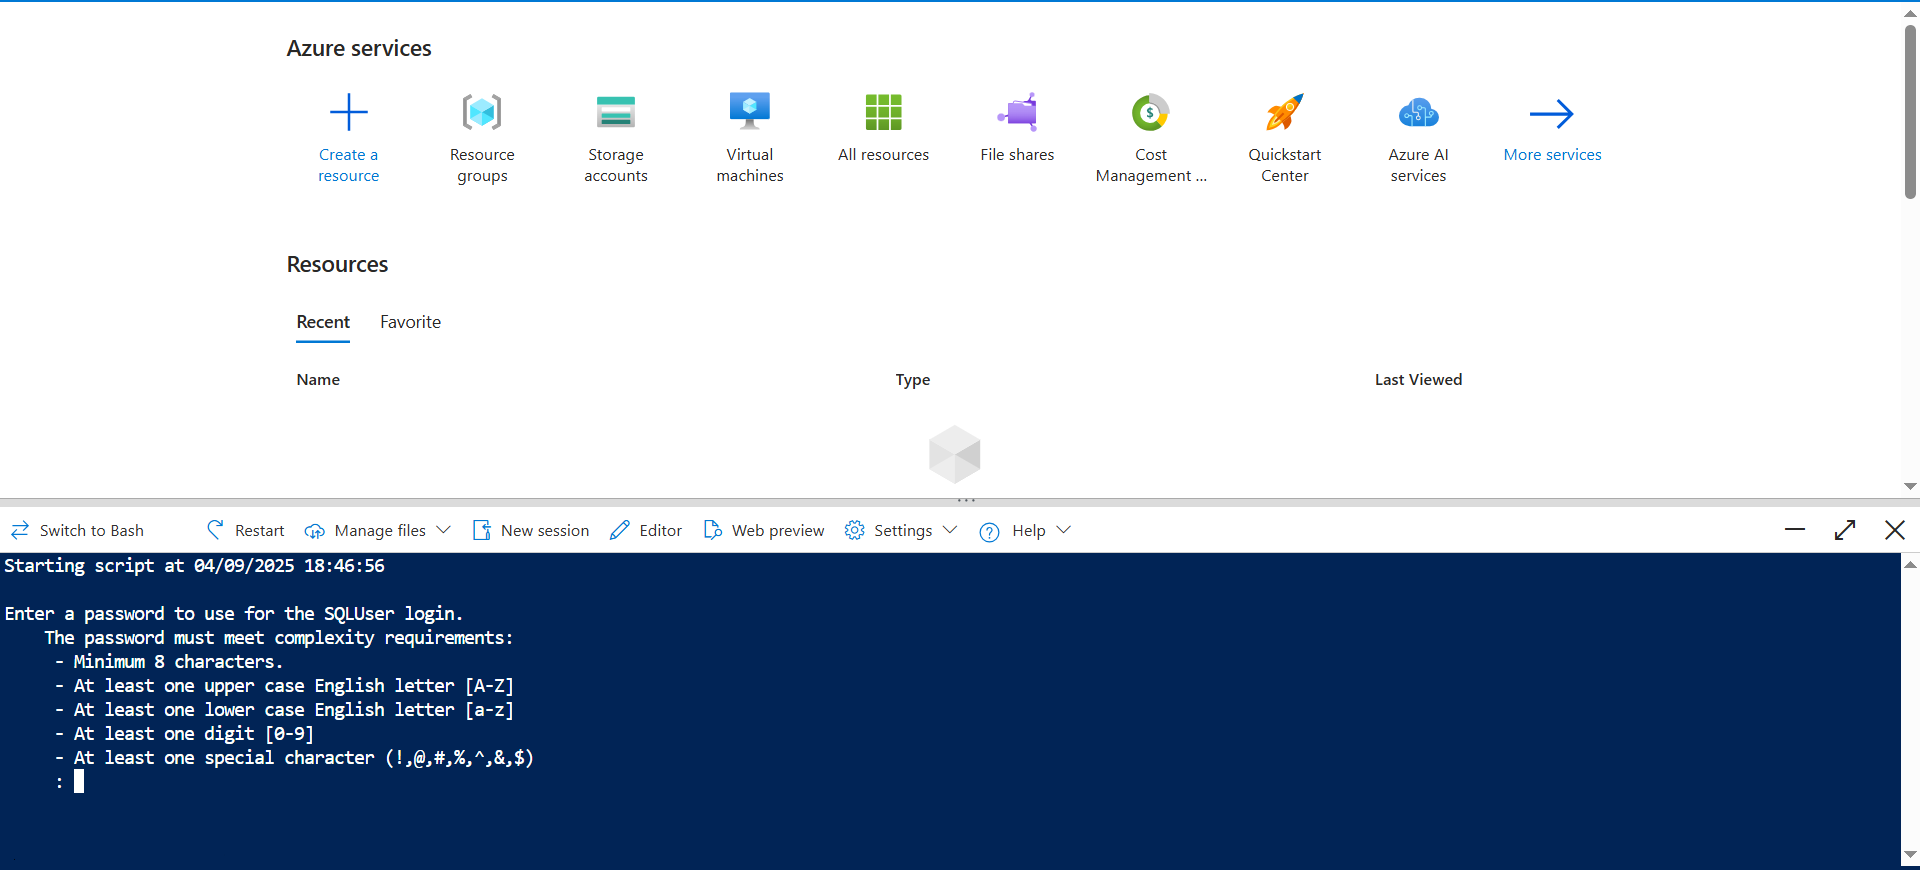 Azure services
Create a resource
Resource groups
Storage accounts
Virtual machines
All resources
File shares
Cost Management ...
Quickstart Center
Azure AI services
More services
Resources
Recent
Favorite
Name
Type
Last Viewed
Switch to Bash
Restart
Manage files
New session
Editor
Web preview
Settings
Help
Starting script at 04/09/2025 18:46:56
Enter a password to use for the SQLUser login.
The password must meet complexity requirements:
- Minimum 8 characters.
- At least one upper case English letter [A-Z]
- At least one lower case English letter [a-z]
- At least one digit [0-9]
- At least one special character (!,@,#,%,^,&,$)
: